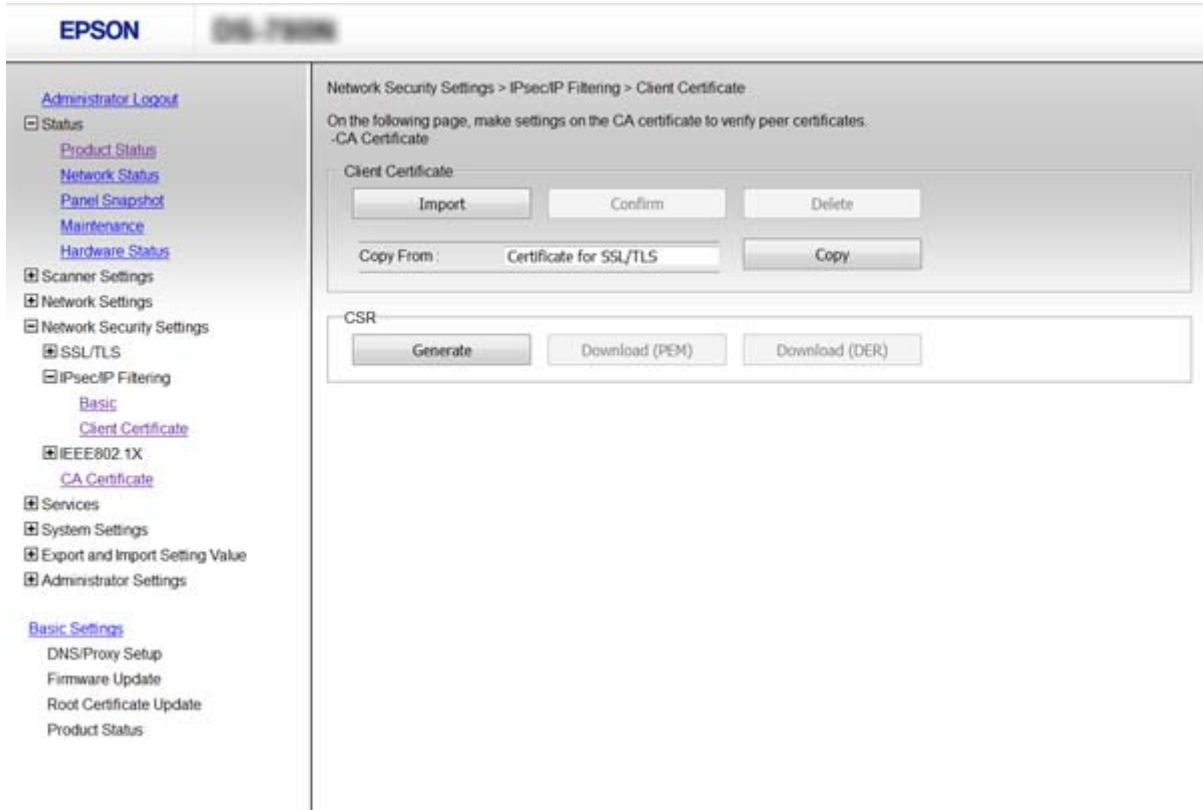 EPSON
Administrator Logout
Status
Product Status
Network Status
Panel Snapshot
Maintenance
Hardware Status
Scanner Settings
Network Settings
Network Security Settings
SSL/TLS
IPsec/IP Filtering
Basic
Client Certificate
IEEE802.1X
CA Certificate
Services
System Settings
Export and Import Setting Value
Administrator Settings
Basic Settings
DNS/Proxy Setup
Firmware Update
Root Certificate Update
Product Status
Network Security Settings > IPsec/IP Filtering > Client Certificate
On the following page, make settings on the CA certificate to verify peer certificates.
-CA Certificate
Client Certificate
Import Confirm Delete
Copy From : Certificate for SSL/TLS Copy
CSR
Generate Download (PEM) Download (DER)